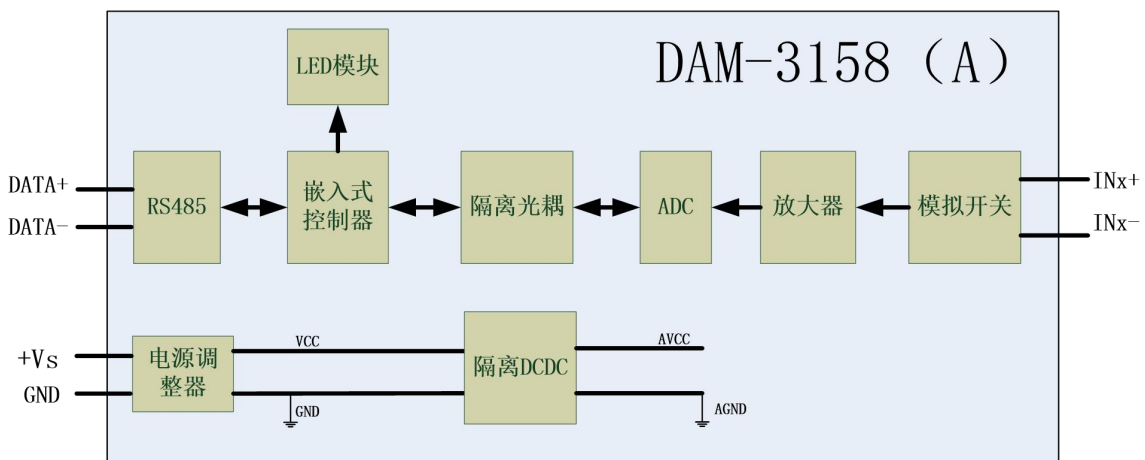 DAM-3158（A）
LED模块
DATA+
DATA-
RS485
嵌入式
控制器
隔离光耦
ADC
放大器
模拟开关
INx+
INx-
+Vs
GND
电源调
整器
VCC
GND
隔离DCDC
AVCC
AGND